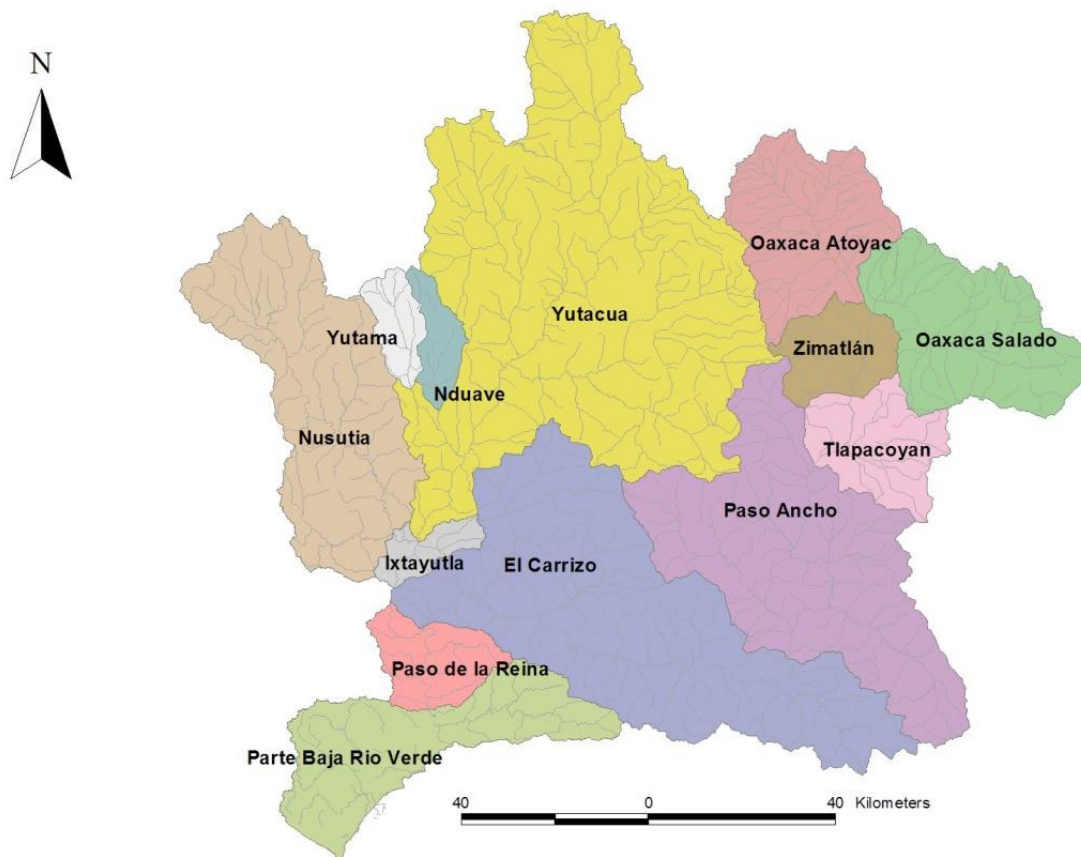 N
Oaxaca Atoyac
Yutacua
Yutama
Zimatlán
Oaxaca Salado
Nduave
Nusutia
Tlapacoyan
Paso Ancho
Ixtayutla
El Carrizo
Paso de la Reina
Parte Baja Rio Verde
40 0 40 Kilometers